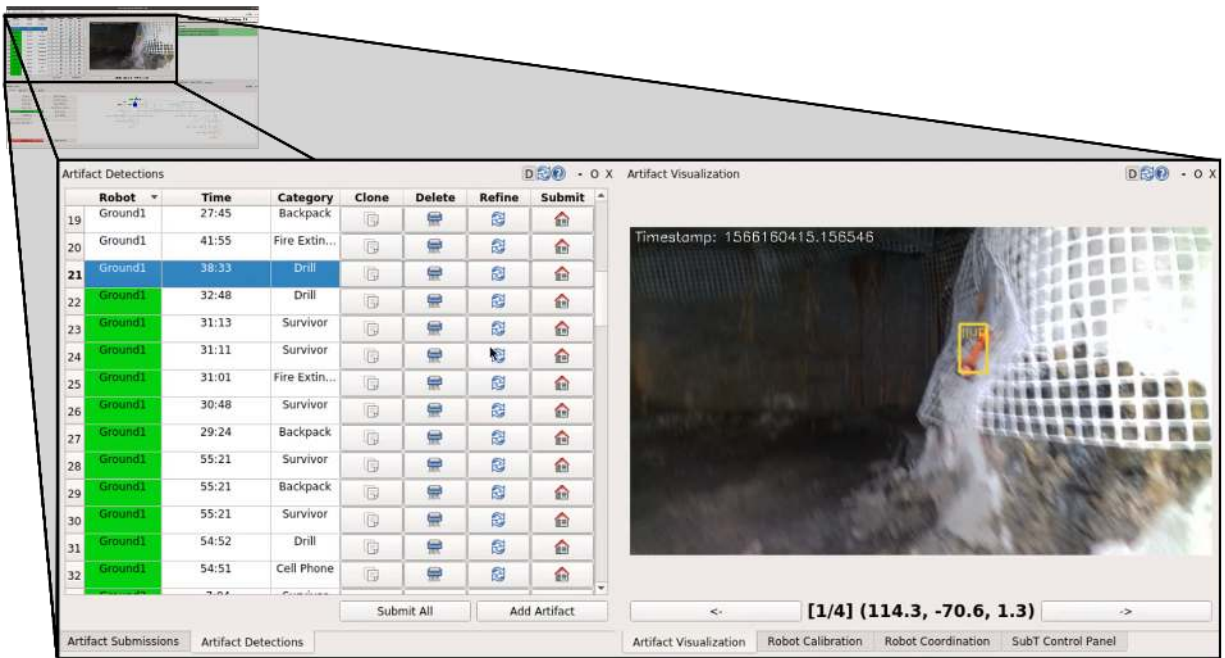 Artifact Detections
D ? - O X
Robot Time Category Clone Delete Refine Submit
19 Ground1 27:45 Backpack
20 Ground1 41:55 Fire Extin...
21 Ground1 38:33 Drill
22 Ground1 32:48 Drill
23 Ground1 31:13 Survivor
24 Ground1 31:11 Survivor
25 Ground1 31:01 Fire Extin...
26 Ground1 30:48 Survivor
27 Ground1 29:24 Backpack
28 Ground1 55:21 Survivor
29 Ground1 55:21 Backpack
30 Ground1 55:21 Survivor
31 Ground1 54:52 Drill
32 Ground1 54:51 Cell Phone
Submit All Add Artifact
Artifact Submissions Artifact Detections
Artifact Visualization
D ? - O X
Timestamp: 1566160415.156546
<- [1/4] (114.3, -70.6, 1.3) ->
Artifact Visualization Robot Calibration Robot Coordination SubT Control Panel